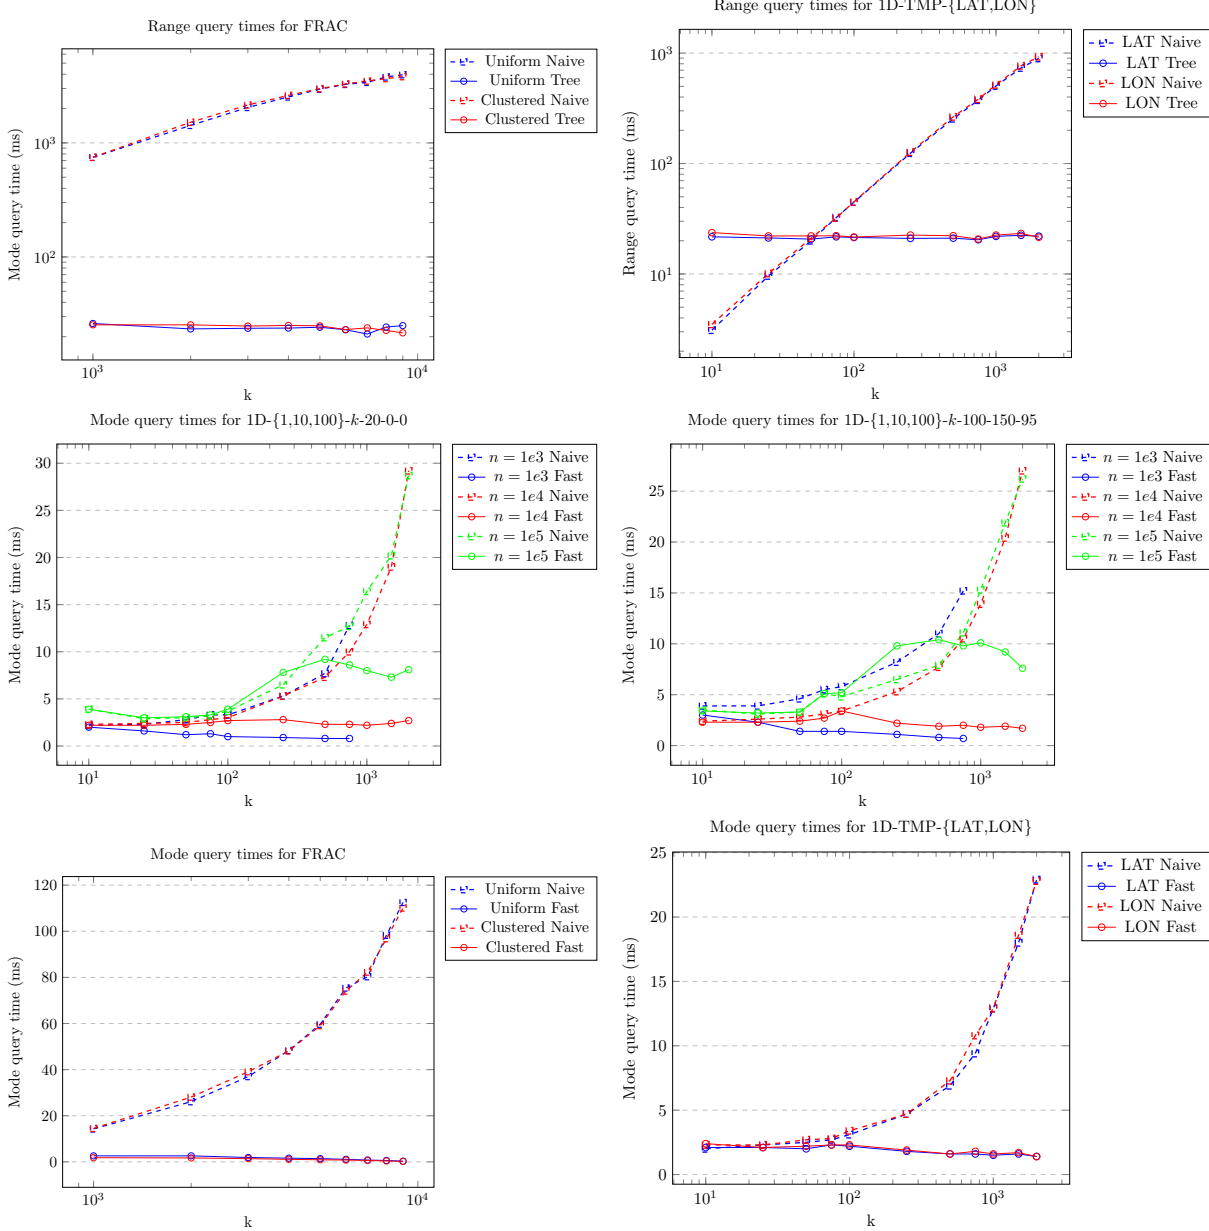 Range query times for FRAC
Mode query time (ms)
10^3
10^2
10^3
10^4
k
Uniform Naive
Uniform Tree
Clustered Naive
Clustered Tree
Range query times for 1D-TMP-{LAT,LON}
Range query time (ms)
10^3
10^2
10^1
10^1
10^2
10^3
k
LAT Naive
LAT Tree
LON Naive
LON Tree
Mode query times for 1D-{1,10,100}-k-20-0-0
Mode query time (ms)
30
25
20
15
10
5
0
10^1
10^2
10^3
k
n = 1e3 Naive
n = 1e3 Fast
n = 1e4 Naive
n = 1e4 Fast
n = 1e5 Naive
n = 1e5 Fast
Mode query times for 1D-{1,10,100}-k-100-150-95
Mode query time (ms)
25
20
15
10
5
0
10^1
10^2
10^3
k
n = 1e3 Naive
n = 1e3 Fast
n = 1e4 Naive
n = 1e4 Fast
n = 1e5 Naive
n = 1e5 Fast
Mode query times for FRAC
Mode query time (ms)
120
100
80
60
40
20
0
10^3
10^4
k
Uniform Naive
Uniform Fast
Clustered Naive
Clustered Fast
Mode query times for 1D-TMP-{LAT,LON}
Mode query time (ms)
25
20
15
10
5
0
10^1
10^2
10^3
k
LAT Naive
LAT Fast
LON Naive
LON Fast